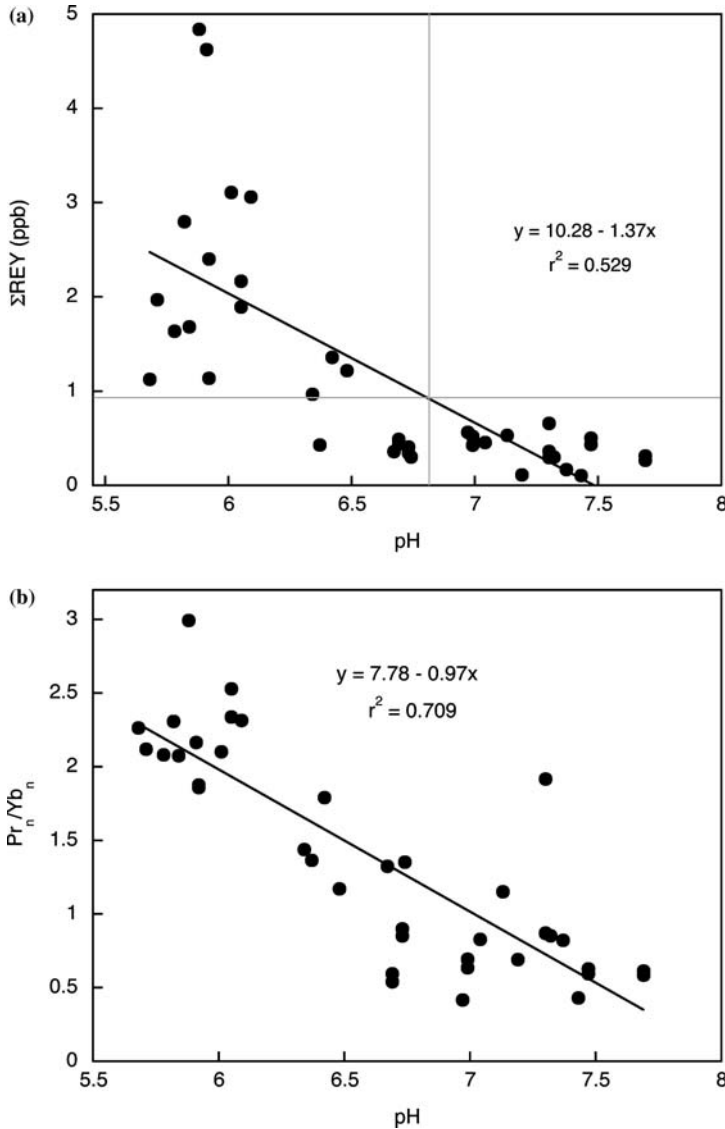 (a)
5
4
3
2
1
0
ΣREY (ppb)
y = 10.28 - 1.37x
r² = 0.529
5.5 6 6.5 7 7.5 8
pH
(b)
3
2.5
2
1.5
1
0.5
0
Prₙ/Ybₙ
y = 7.78 - 0.97x
r² = 0.709
5.5 6 6.5 7 7.5 8
pH